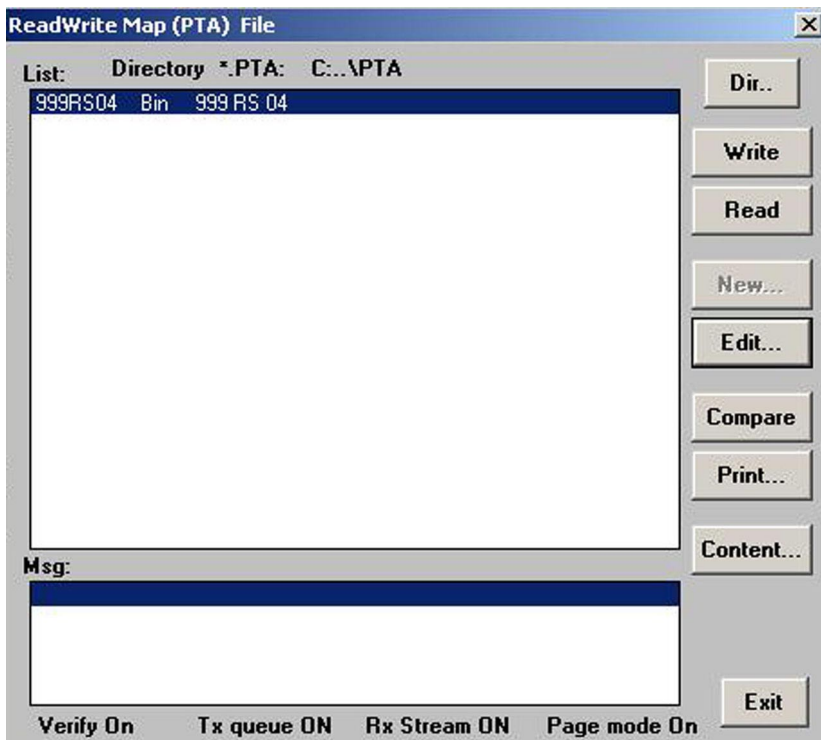 ReadWrite Map (PTA) File
List: Directory *.PTA: C:..\PTA
999RS04 Bin 999 RS 04
Dir..
Write
Read
New...
Edit...
Compare
Print...
Content...
Msg:
Exit
Verify On Tx queue ON Rx Stream ON Page mode On